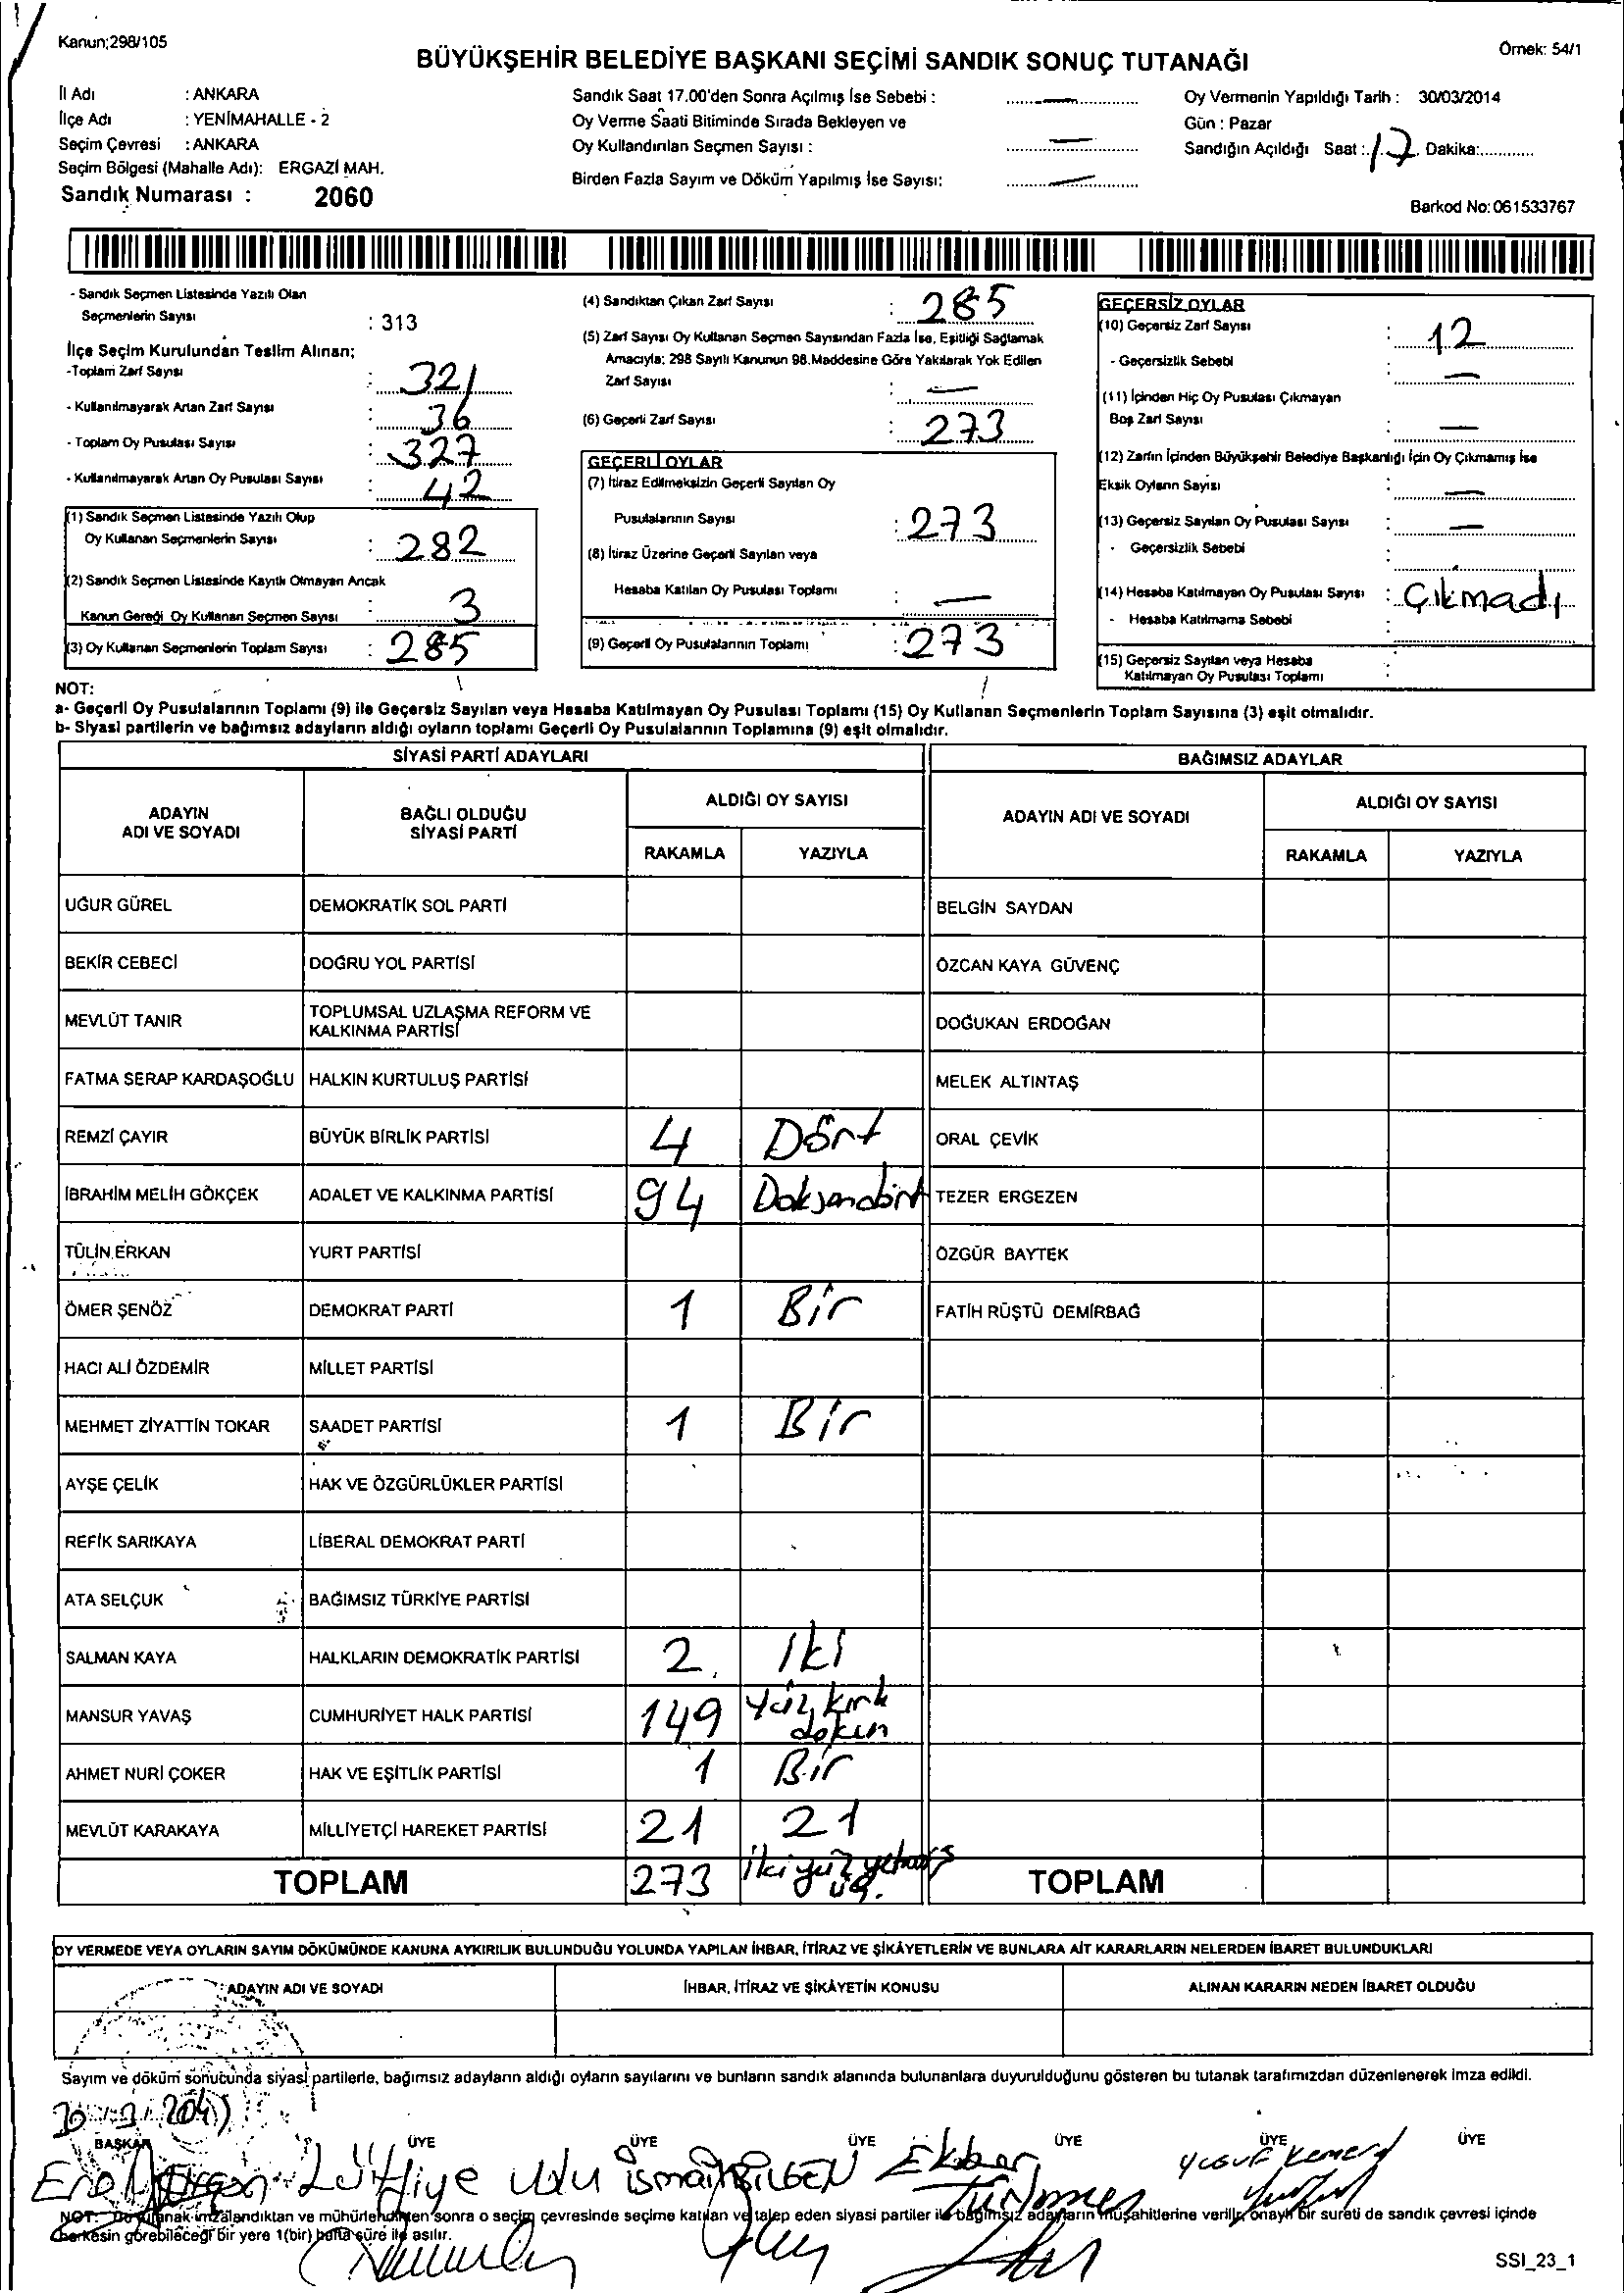 Kanun;298/105
Örnek: 54/1
BÜYÜKŞEHİR BELEDİYE BAŞKANI SEÇİMİ SANDIK SONUÇ TUTANAĞI
İl Adı : ANKARA
İlçe Adı : YENİMAHALLE - 2
Seçim Çevresi : ANKARA
Seçim Bölgesi (Mahalle Adı): ERGAZİ MAH.
Sandık Numarası : 2060
Sandık Saat 17.00'den Sonra Açılmış İse Sebebi : —
Oy Verme Saati Bitiminde Sırada Bekleyen ve
Oy Kullandırılan Seçmen Sayısı : —
Birden Fazla Sayım ve Döküm Yapılmış İse Sayısı: —
Oy Vermenin Yapıldığı Tarih : 30/03/2014
Gün : Pazar
Sandığın Açıldığı Saat : 17 Dakika:
Barkod No:061533767
- Sandık Seçmen Listesinde Yazılı Olan
Seçmenlerin Sayısı : 313
İlçe Seçim Kurulundan Teslim Alınan;
-Toplam Zarf Sayısı : 321
- Kullanılmayarak Artan Zarf Sayısı : 36
- Toplam Oy Pusulası Sayısı : 327
- Kullanılmayarak Artan Oy Pusulası Sayısı : 42
(1) Sandık Seçmen Listesinde Yazılı Olup
Oy Kullanan Seçmenlerin Sayısı : 282
(2) Sandık Seçmen Listesinde Kayıtlı Olmayan Ancak
Kanun Gereği Oy Kullanan Seçmen Sayısı : 3
(3) Oy Kullanan Seçmenlerin Toplam Sayısı : 285
(4) Sandıktan Çıkan Zarf Sayısı : 285
(5) Zarf Sayısı Oy Kullanan Seçmen Sayısından Fazla İse, Eşitliği Sağlamak
Amacıyla; 298 Sayılı Kanunun 98.Maddesine Göre Yakılarak Yok Edilen
Zarf Sayısı : —
(6) Geçerli Zarf Sayısı : 273
GEÇERLİ OYLAR
(7) İtiraz Edilmeksizin Geçerli Sayılan Oy
Pusulalarının Sayısı : 273
(8) İtiraz Üzerine Geçerli Sayılan veya
Hesaba Katılan Oy Pusulası Toplamı : —
(9) Geçerli Oy Pusulalarının Toplamı : 273
GEÇERSİZ OYLAR
(10) Geçersiz Zarf Sayısı : 12
- Geçersizlik Sebebi : —
(11) İçinden Hiç Oy Pusulası Çıkmayan
Boş Zarf Sayısı : —
(12) Zarfın İçinden Büyükşehir Belediye Başkanlığı İçin Oy Çıkmamış İse
Eksik Oyların Sayısı : —
(13) Geçersiz Sayılan Oy Pusulası Sayısı : —
- Geçersizlik Sebebi :
(14) Hesaba Katılmayan Oy Pusulası Sayısı : Çıkmadı
- Hesaba Katılmama Sebebi :
(15) Geçersiz Sayılan veya Hesaba
Katılmayan Oy Pusulası Toplamı :
NOT:
a- Geçerli Oy Pusulalarının Toplamı (9) ile Geçersiz Sayılan veya Hesaba Katılmayan Oy Pusulası Toplamı (15) Oy Kullanan Seçmenlerin Toplam Sayısına (3) eşit olmalıdır.
b- Siyasi partilerin ve bağımsız adayların aldığı oyların toplamı Geçerli Oy Pusulalarının Toplamına (9) eşit olmalıdır.
SİYASİ PARTİ ADAYLARI BAĞIMSIZ ADAYLAR
ADAYIN ADI VE SOYADI BAĞLI OLDUĞU SİYASİ PARTİ ALDIĞI OY SAYISI ADAYIN ADI VE SOYADI ALDIĞI OY SAYISI
RAKAMLA YAZIYLA RAKAMLA YAZIYLA
UĞUR GÜREL DEMOKRATİK SOL PARTİ BELGİN SAYDAN
BEKİR CEBECİ DOĞRU YOL PARTİSİ ÖZCAN KAYA GÜVENÇ
MEVLÜT TANIR TOPLUMSAL UZLAŞMA REFORM VE KALKINMA PARTİSİ DOĞUKAN ERDOĞAN
FATMA SERAP KARDAŞOĞLU HALKIN KURTULUŞ PARTİSİ MELEK ALTINTAŞ
REMZİ ÇAYIR BÜYÜK BİRLİK PARTİSİ 4 Dört ORAL ÇEVİK
İBRAHİM MELİH GÖKÇEK ADALET VE KALKINMA PARTİSİ 94 Doksandört TEZER ERGEZEN
TÜLİN ERKAN YURT PARTİSİ ÖZGÜR BAYTEK
ÖMER ŞENÖZ DEMOKRAT PARTİ 1 Bir FATİH RÜŞTÜ DEMİRBAĞ
HACI ALİ ÖZDEMİR MİLLET PARTİSİ
MEHMET ZİYATTİN TOKAR SAADET PARTİSİ 1 Bir
AYŞE ÇELİK HAK VE ÖZGÜRLÜKLER PARTİSİ
REFİK SARIKAYA LİBERAL DEMOKRAT PARTİ
ATA SELÇUK BAĞIMSIZ TÜRKİYE PARTİSİ
SALMAN KAYA HALKLARIN DEMOKRATİK PARTİSİ 2 İki
MANSUR YAVAŞ CUMHURİYET HALK PARTİSİ 149 Yüz kırk dokuz
AHMET NURİ ÇOKER HAK VE EŞİTLİK PARTİSİ 1 Bir
MEVLÜT KARAKAYA MİLLİYETÇİ HAREKET PARTİSİ 21 21
TOPLAM 273 ikiyüz yetmiş üç. TOPLAM
OY VERMEDE VEYA OYLARIN SAYIM DÖKÜMÜNDE KANUNA AYKIRILIK BULUNDUĞU YOLUNDA YAPILAN İHBAR, İTİRAZ VE ŞİKÂYETLERİN VE BUNLARA AİT KARARLARIN NELERDEN İBARET BULUNDUKLARI
ADAYIN ADI VE SOYADI İHBAR, İTİRAZ VE ŞİKÂYETİN KONUSU ALINAN KARARIN NEDEN İBARET OLDUĞU
Sayım ve döküm sonucunda siyasi partilerle, bağımsız adayların aldığı oyların sayılarını ve bunların sandık alanında bulunanlara duyurulduğunu gösteren bu tutanak tarafımızdan düzenlenerek imza edildi.
BAŞKAN ÜYE ÜYE ÜYE ÜYE ÜYE ÜYE
Lütfiye Ulu İsmail BİLGEN Ekber Yusuf
NOT: Bu tutanak imzalandıktan ve mühürlendikten sonra o seçim çevresinde seçime katılan ve talep eden siyasi partiler ile bağımsız adayların müşahitlerine verilir, onaylı bir sureti de sandık çevresi içinde
herkesin görebileceği bir yere 1(bir) hafta süre ile asılır.
SSI_23_1